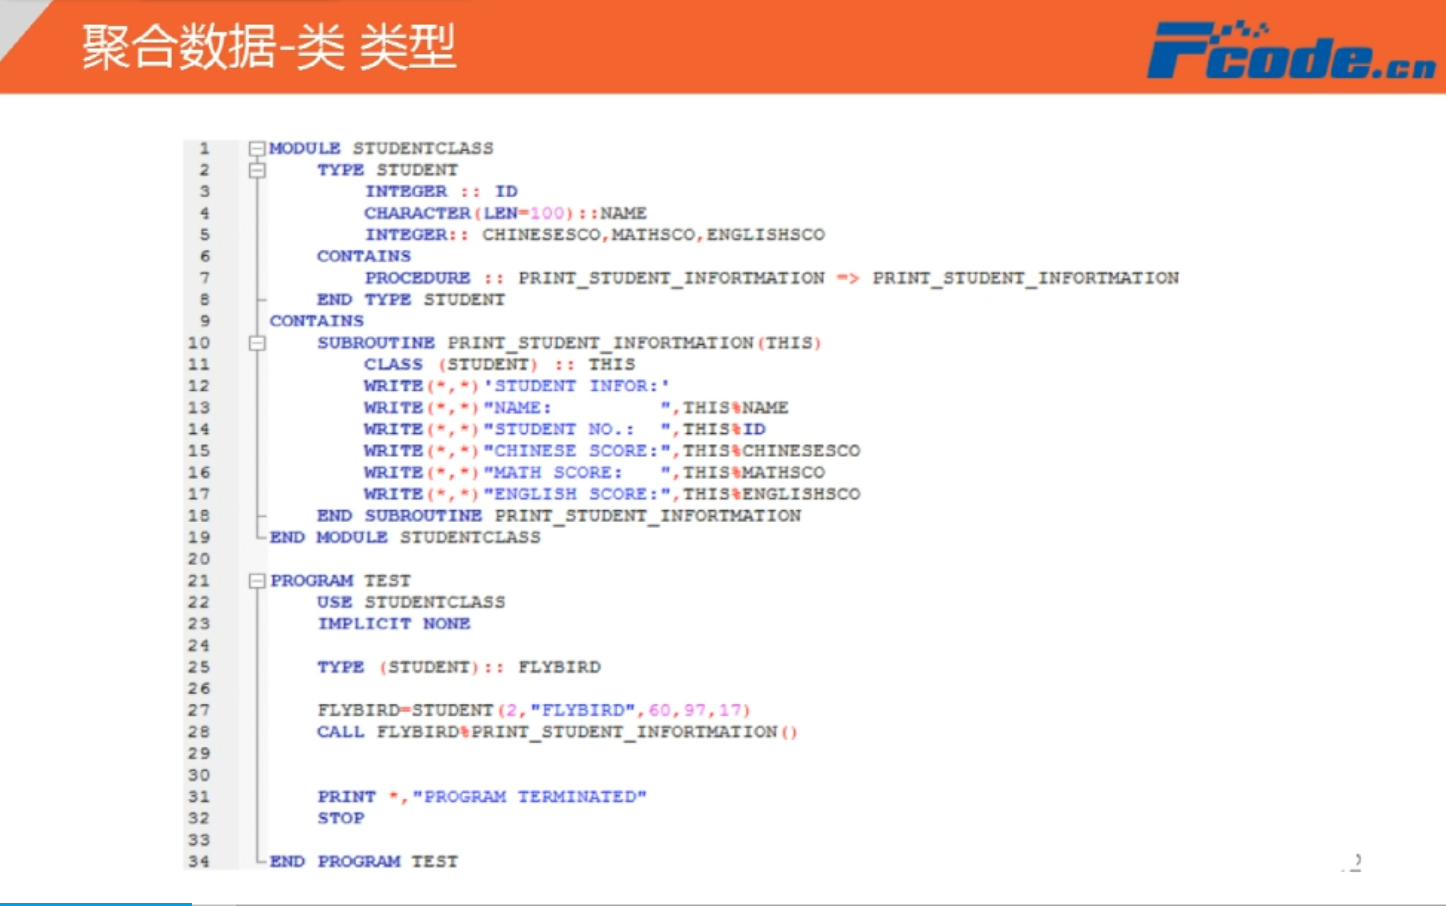 聚合数据-类 类型
Fcode.cn
1 MODULE STUDENTCLASS
2 TYPE STUDENT
3 INTEGER :: ID
4 CHARACTER(LEN=100)::NAME
5 INTEGER:: CHINESESCO,MATHSCO,ENGLISHSCO
6 CONTAINS
7 PROCEDURE :: PRINT_STUDENT_INFORTMATION => PRINT_STUDENT_INFORTMATION
8 END TYPE STUDENT
9 CONTAINS
10 SUBROUTINE PRINT_STUDENT_INFORTMATION(THIS)
11 CLASS (STUDENT) :: THIS
12 WRITE(*,*)'STUDENT INFOR:'
13 WRITE(*,*)"NAME:         ",THIS%NAME
14 WRITE(*,*)"STUDENT NO.:  ",THIS%ID
15 WRITE(*,*)"CHINESE SCORE:",THIS%CHINESESCO
16 WRITE(*,*)"MATH SCORE:   ",THIS%MATHSCO
17 WRITE(*,*)"ENGLISH SCORE:",THIS%ENGLISHSCO
18 END SUBROUTINE PRINT_STUDENT_INFORTMATION
19 END MODULE STUDENTCLASS
20
21 PROGRAM TEST
22 USE STUDENTCLASS
23 IMPLICIT NONE
24
25 TYPE (STUDENT):: FLYBIRD
26
27 FLYBIRD=STUDENT(2,"FLYBIRD",60,97,17)
28 CALL FLYBIRD%PRINT_STUDENT_INFORTMATION()
29
30
31 PRINT *,"PROGRAM TERMINATED"
32 STOP
33
34 END PROGRAM TEST